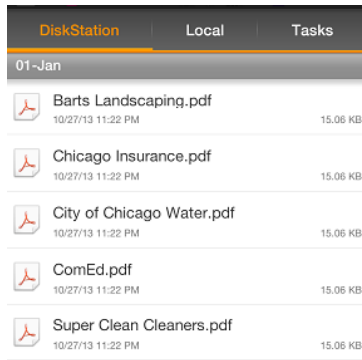 DiskStation Local Tasks
01-Jan
Barts Landscaping.pdf
10/27/13 11:22 PM 15.06 KB
Chicago Insurance.pdf
10/27/13 11:22 PM 15.06 KB
City of Chicago Water.pdf
10/27/13 11:22 PM 15.06 KB
ComEd.pdf
10/27/13 11:22 PM 15.06 KB
Super Clean Cleaners.pdf
10/27/13 11:22 PM 15.06 KB